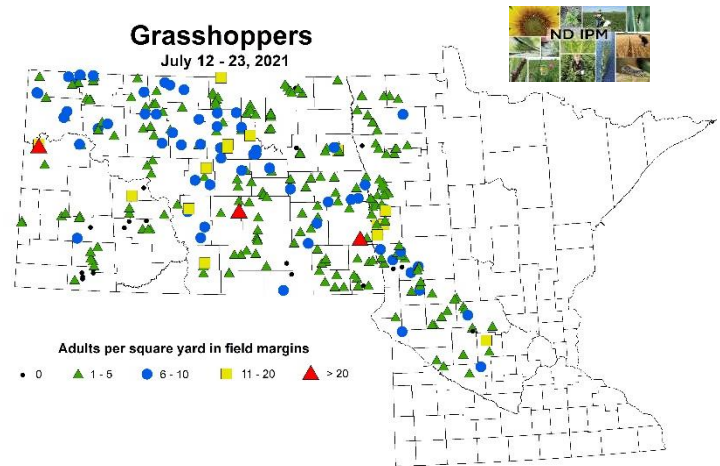 Grasshoppers
July 12 - 23, 2021
ND IPM
Adults per square yard in field margins
0 1 - 5 6 - 10 11 - 20 > 20